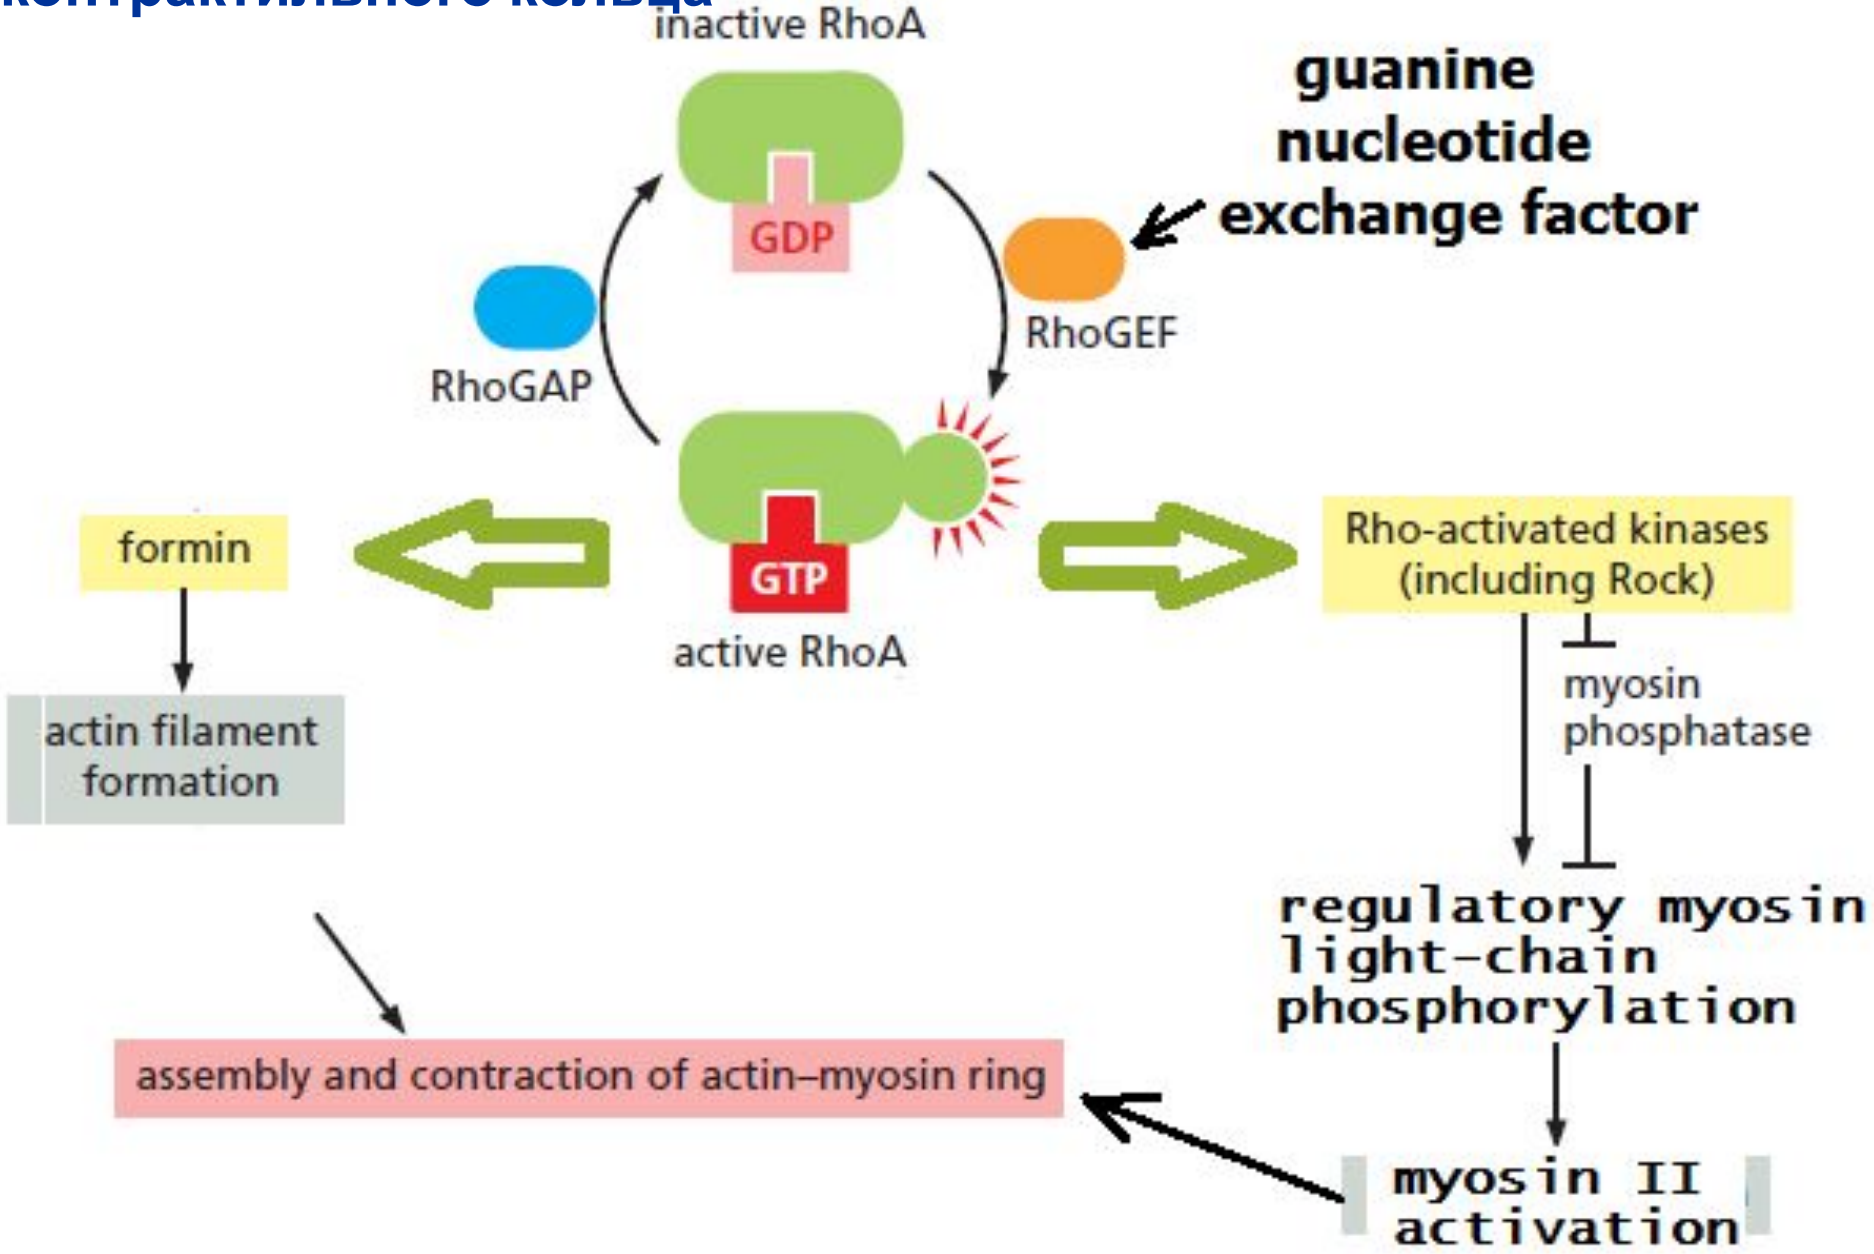 контрактильного кольца
inactive RhoA
guanine
nucleotide
exchange factor
GDP
RhoGEF
RhoGAP
GTP
active RhoA
formin
Rho-activated kinases
(including Rock)
actin filament
formation
myosin
phosphatase
regulatory myosin
light-chain
phosphorylation
assembly and contraction of actin–myosin ring
myosin II
activation